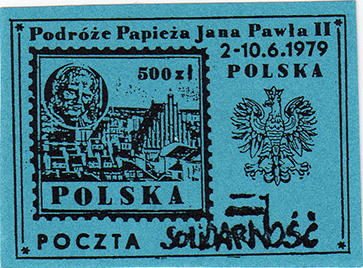 Podróże Papieża Jana Pawła II
2-10.6.1979
POLSKA
500 zł
POLSKA
POCZTA SOLIDARNOŚĆ